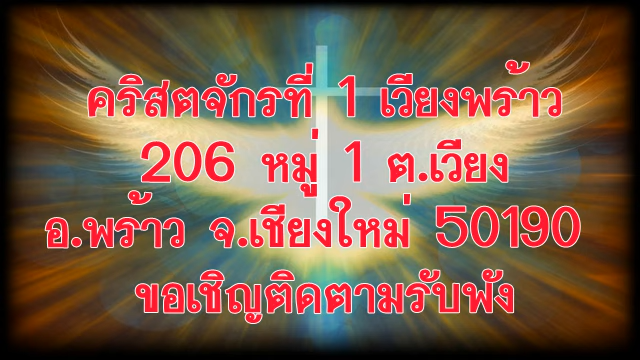 คริสตจักรที่ 1 เวียงพร้าว
206 หมู่ 1 ต.เวียง
อ.พร้าว จ.เชียงใหม่ 50190
ขอเชิญติดตามรับฟัง